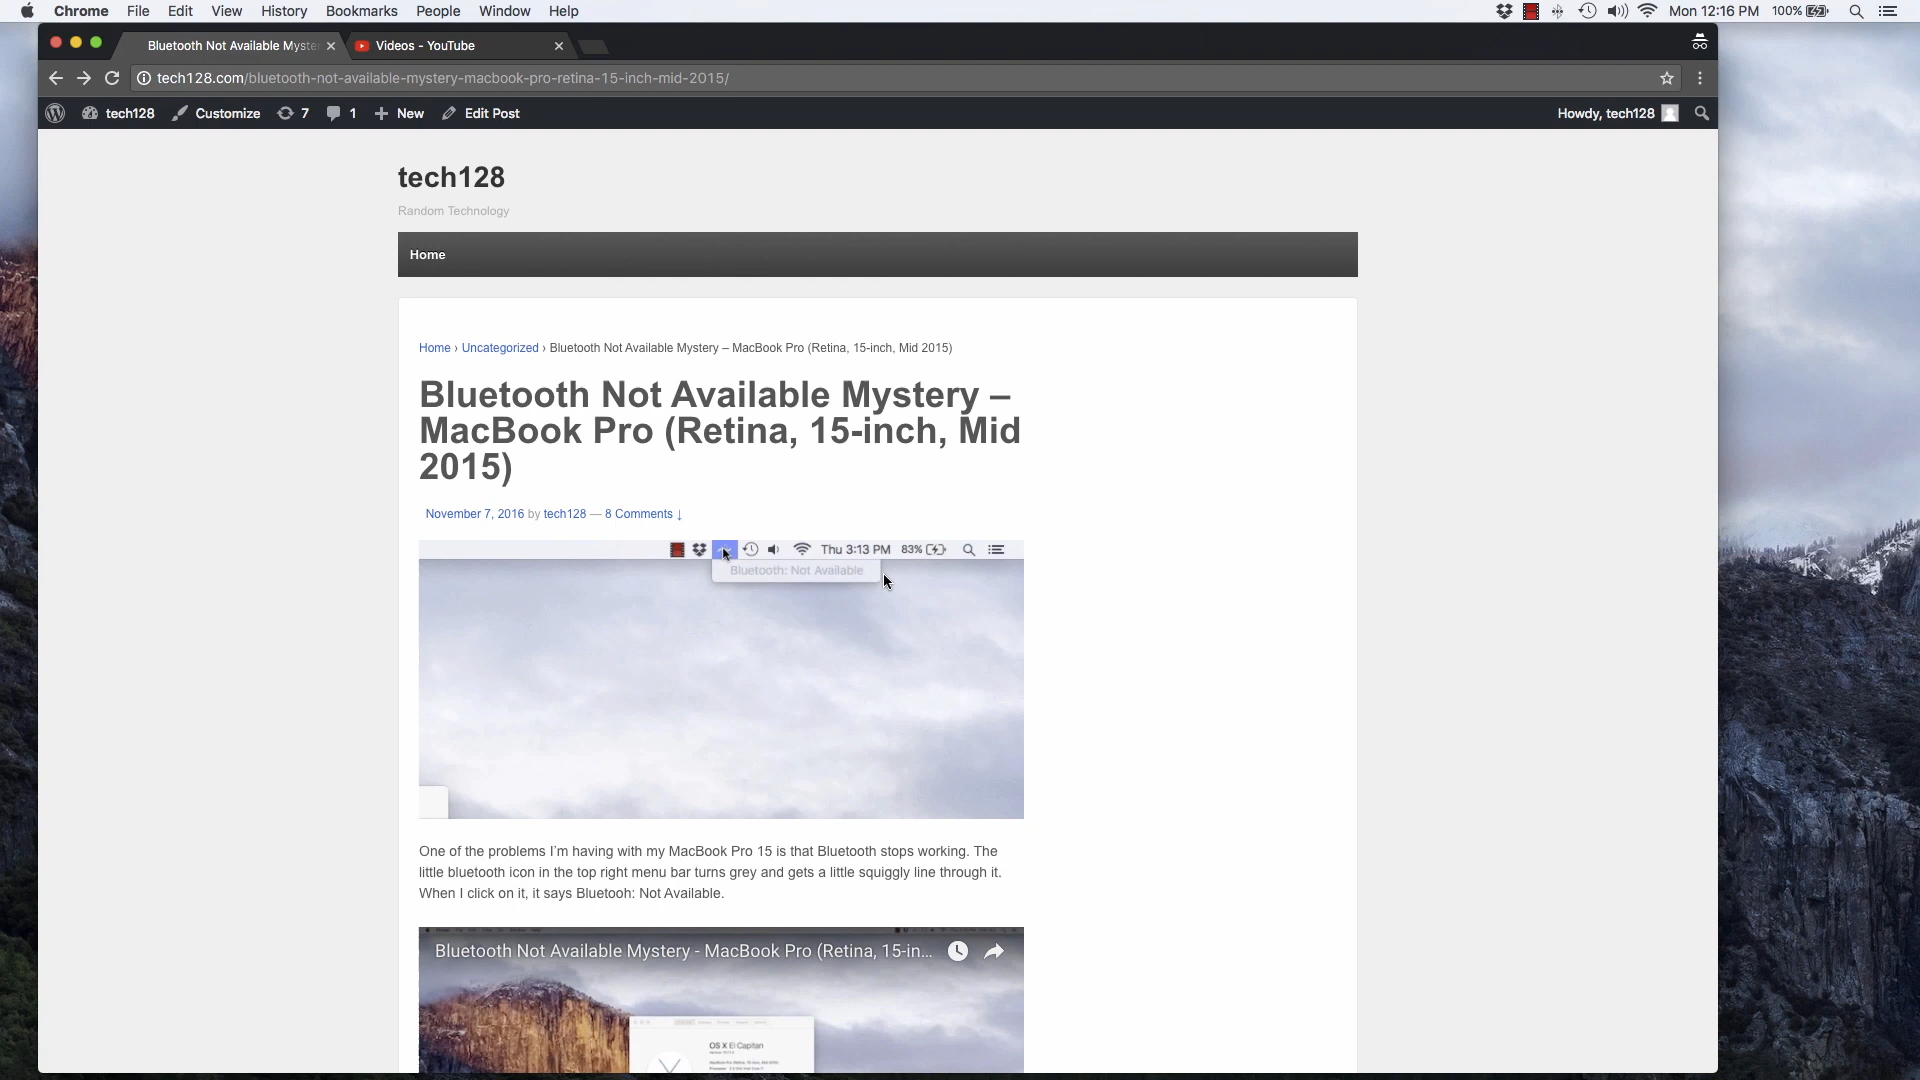 Chrome File Edit View History Bookmarks People Window Help Mon 12:16 PM 100%
Bluetooth Not Available Myste Videos - YouTube
tech128.com/bluetooth-not-available-mystery-macbook-pro-retina-15-inch-mid-2015/
tech128 Customize 7 1 New Edit Post Howdy, tech128
tech128
Random Technology
Home
Home › Uncategorized › Bluetooth Not Available Mystery – MacBook Pro (Retina, 15-inch, Mid 2015)
Bluetooth Not Available Mystery –
MacBook Pro (Retina, 15-inch, Mid
2015)
November 7, 2016 by tech128 — 8 Comments ↓
Thu 3:13 PM 83%
Bluetooth: Not Available
One of the problems I'm having with my MacBook Pro 15 is that Bluetooth stops working. The
little bluetooth icon in the top right menu bar turns grey and gets a little squiggly line through it.
When I click on it, it says Bluetooh: Not Available.
Bluetooth Not Available Mystery - MacBook Pro (Retina, 15-in...
OS X El Capitan